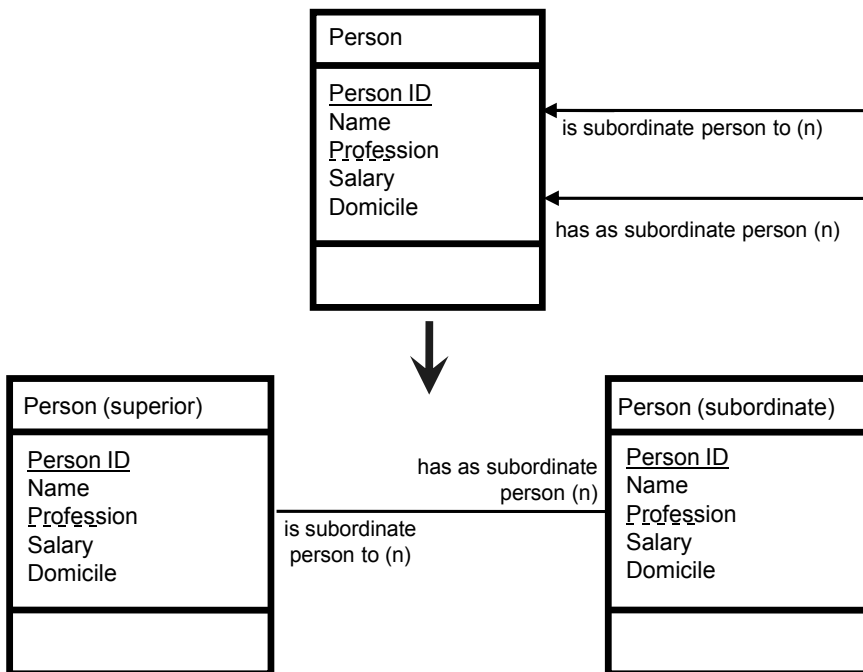 Person
Person ID
Name
Profession
Salary
Domicile
is subordinate person to (n)
has as subordinate person (n)
Person (superior)
Person ID
Name
Profession
Salary
Domicile
has as subordinate
person (n)
is subordinate
person to (n)
Person (subordinate)
Person ID
Name
Profession
Salary
Domicile